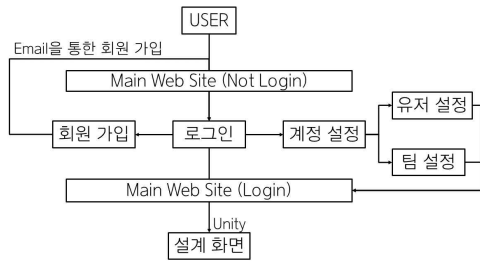 USER
Email을 통한 회원 가입
Main Web Site (Not Login)
회원 가입
로그인
계정 설정
유저 설정
팀 설정
Main Web Site (Login)
Unity
설계 화면